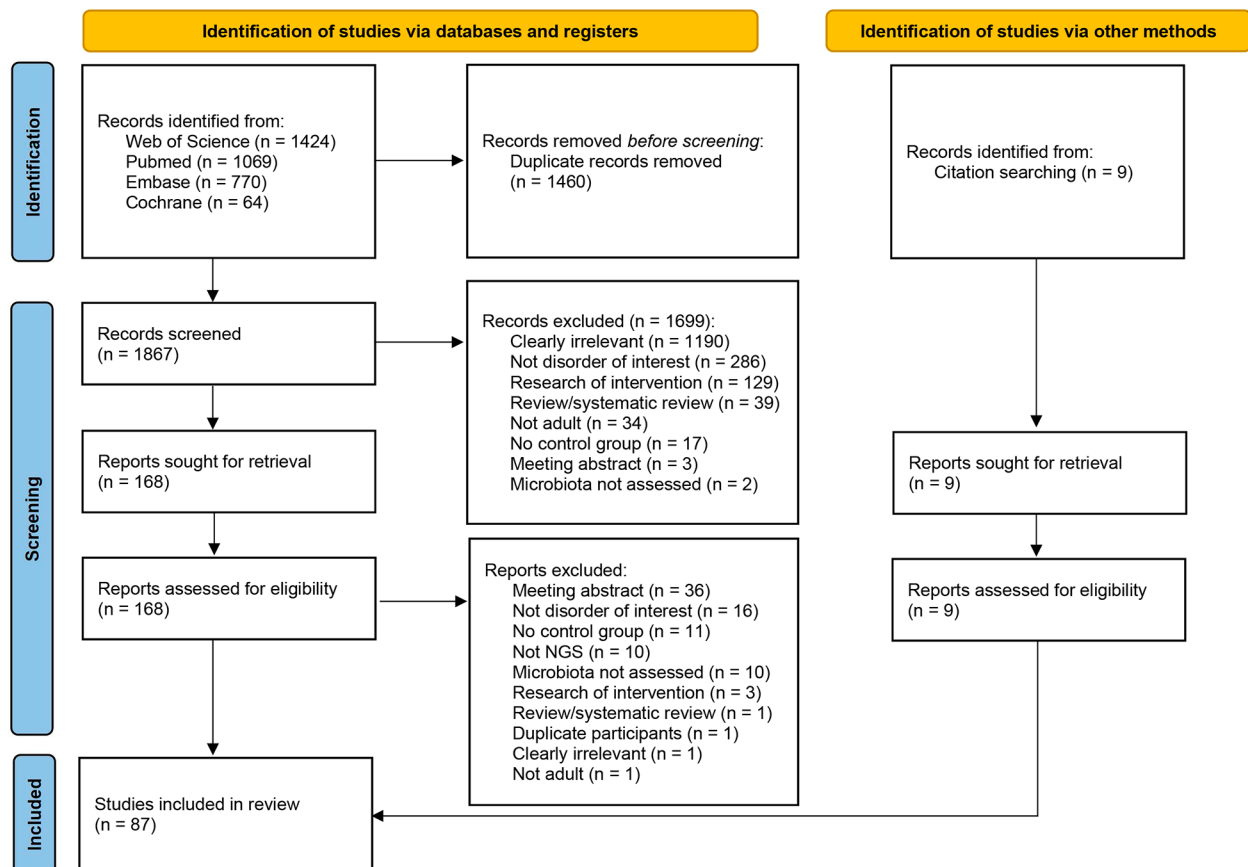 Identification of studies via databases and registers
Identification of studies via other methods
Identification
Records identified from:
Web of Science (n = 1424)
Pubmed (n = 1069)
Embase (n = 770)
Cochrane (n = 64)
Records removed before screening:
Duplicate records removed
(n = 1460)
Records identified from:
Citation searching (n = 9)
Screening
Records screened
(n = 1867)
Records excluded (n = 1699):
Clearly irrelevant (n = 1190)
Not disorder of interest (n = 286)
Research of intervention (n = 129)
Review/systematic review (n = 39)
Not adult (n = 34)
No control group (n = 17)
Meeting abstract (n = 3)
Microbiota not assessed (n = 2)
Reports sought for retrieval
(n = 168)
Reports sought for retrieval
(n = 9)
Reports assessed for eligibility
(n = 168)
Reports excluded:
Meeting abstract (n = 36)
Not disorder of interest (n = 16)
No control group (n = 11)
Not NGS (n = 10)
Microbiota not assessed (n = 10)
Research of intervention (n = 3)
Review/systematic review (n = 1)
Duplicate participants (n = 1)
Clearly irrelevant (n = 1)
Not adult (n = 1)
Reports assessed for eligibility
(n = 9)
Included
Studies included in review
(n = 87)